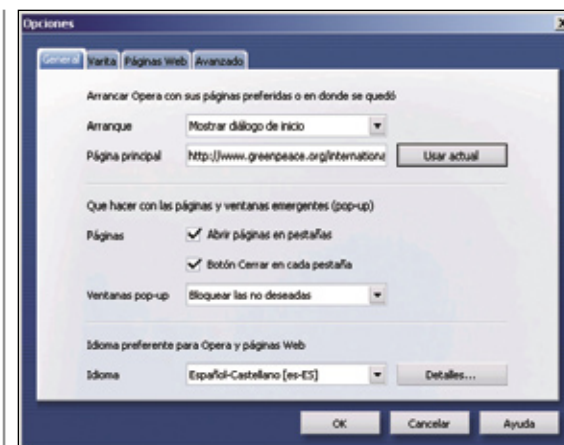 Opciones
General Varita Páginas Web Avanzado
Arrancar Opera con sus páginas preferidas o en donde se quedó
Arranque Mostrar diálogo de inicio
Página principal http://www.greenpeace.org/internationa Usar actual
Que hacer con las páginas y ventanas emergentes (pop-up)
Páginas Abrir páginas en pestañas
Botón Cerrar en cada pestaña
Ventanas pop-up Bloquear las no deseadas
Idioma preferente para Opera y páginas Web
Idioma Español-Castellano [es-ES] Detalles...
OK Cancelar Ayuda